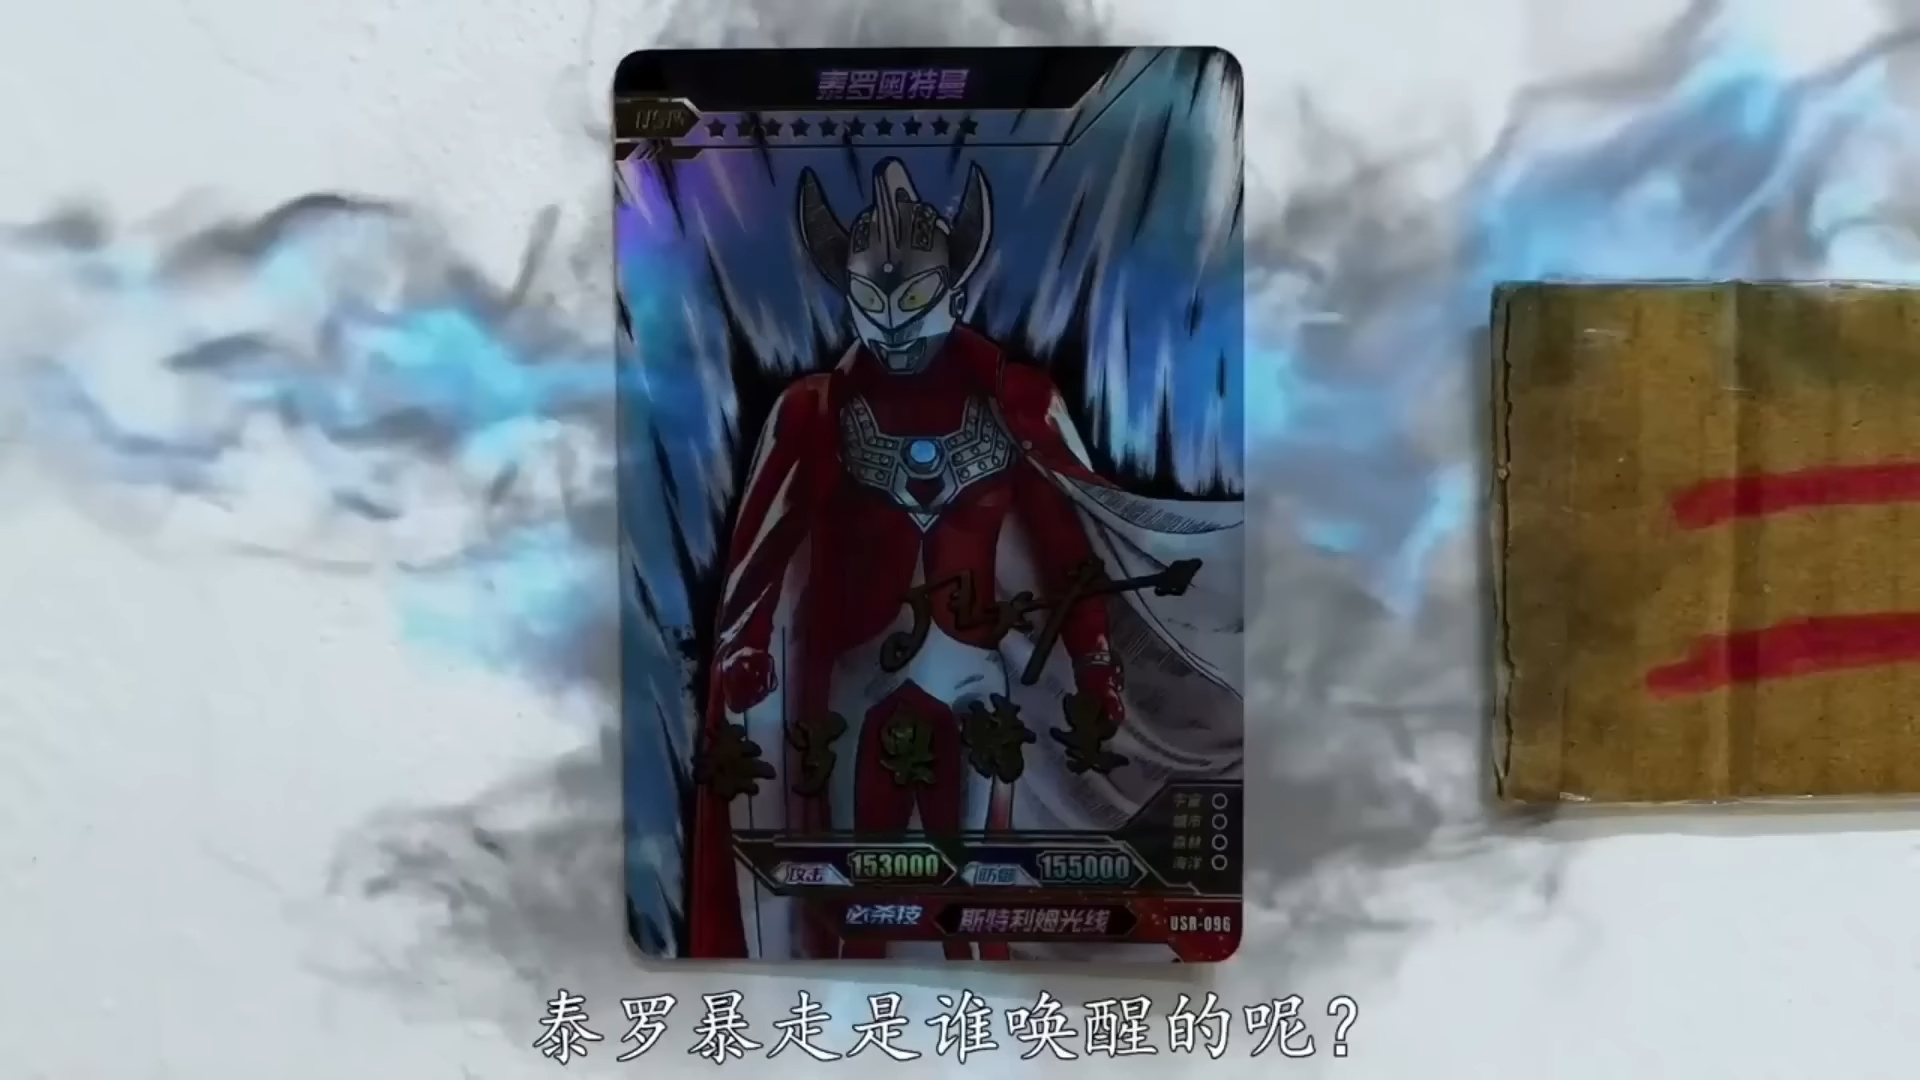 泰罗奥特曼
USR
泰罗奥特曼
宇宙
城市
森林
海洋
攻击 153000 防御 155000
必杀技 斯特利姆光线 USR-096
泰罗暴走是谁唤醒的呢?